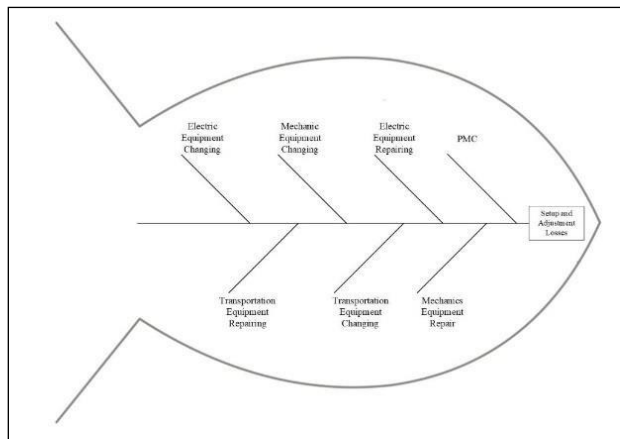 Electric
Equipment
Changing
Mechanic
Equipment
Changing
Electric
Equipment
Repairing
PMC
Setup and
Adjustment
Losses
Transportation
Equipment
Repairing
Transportation
Equipment
Changing
Mechanics
Equipment
Repair